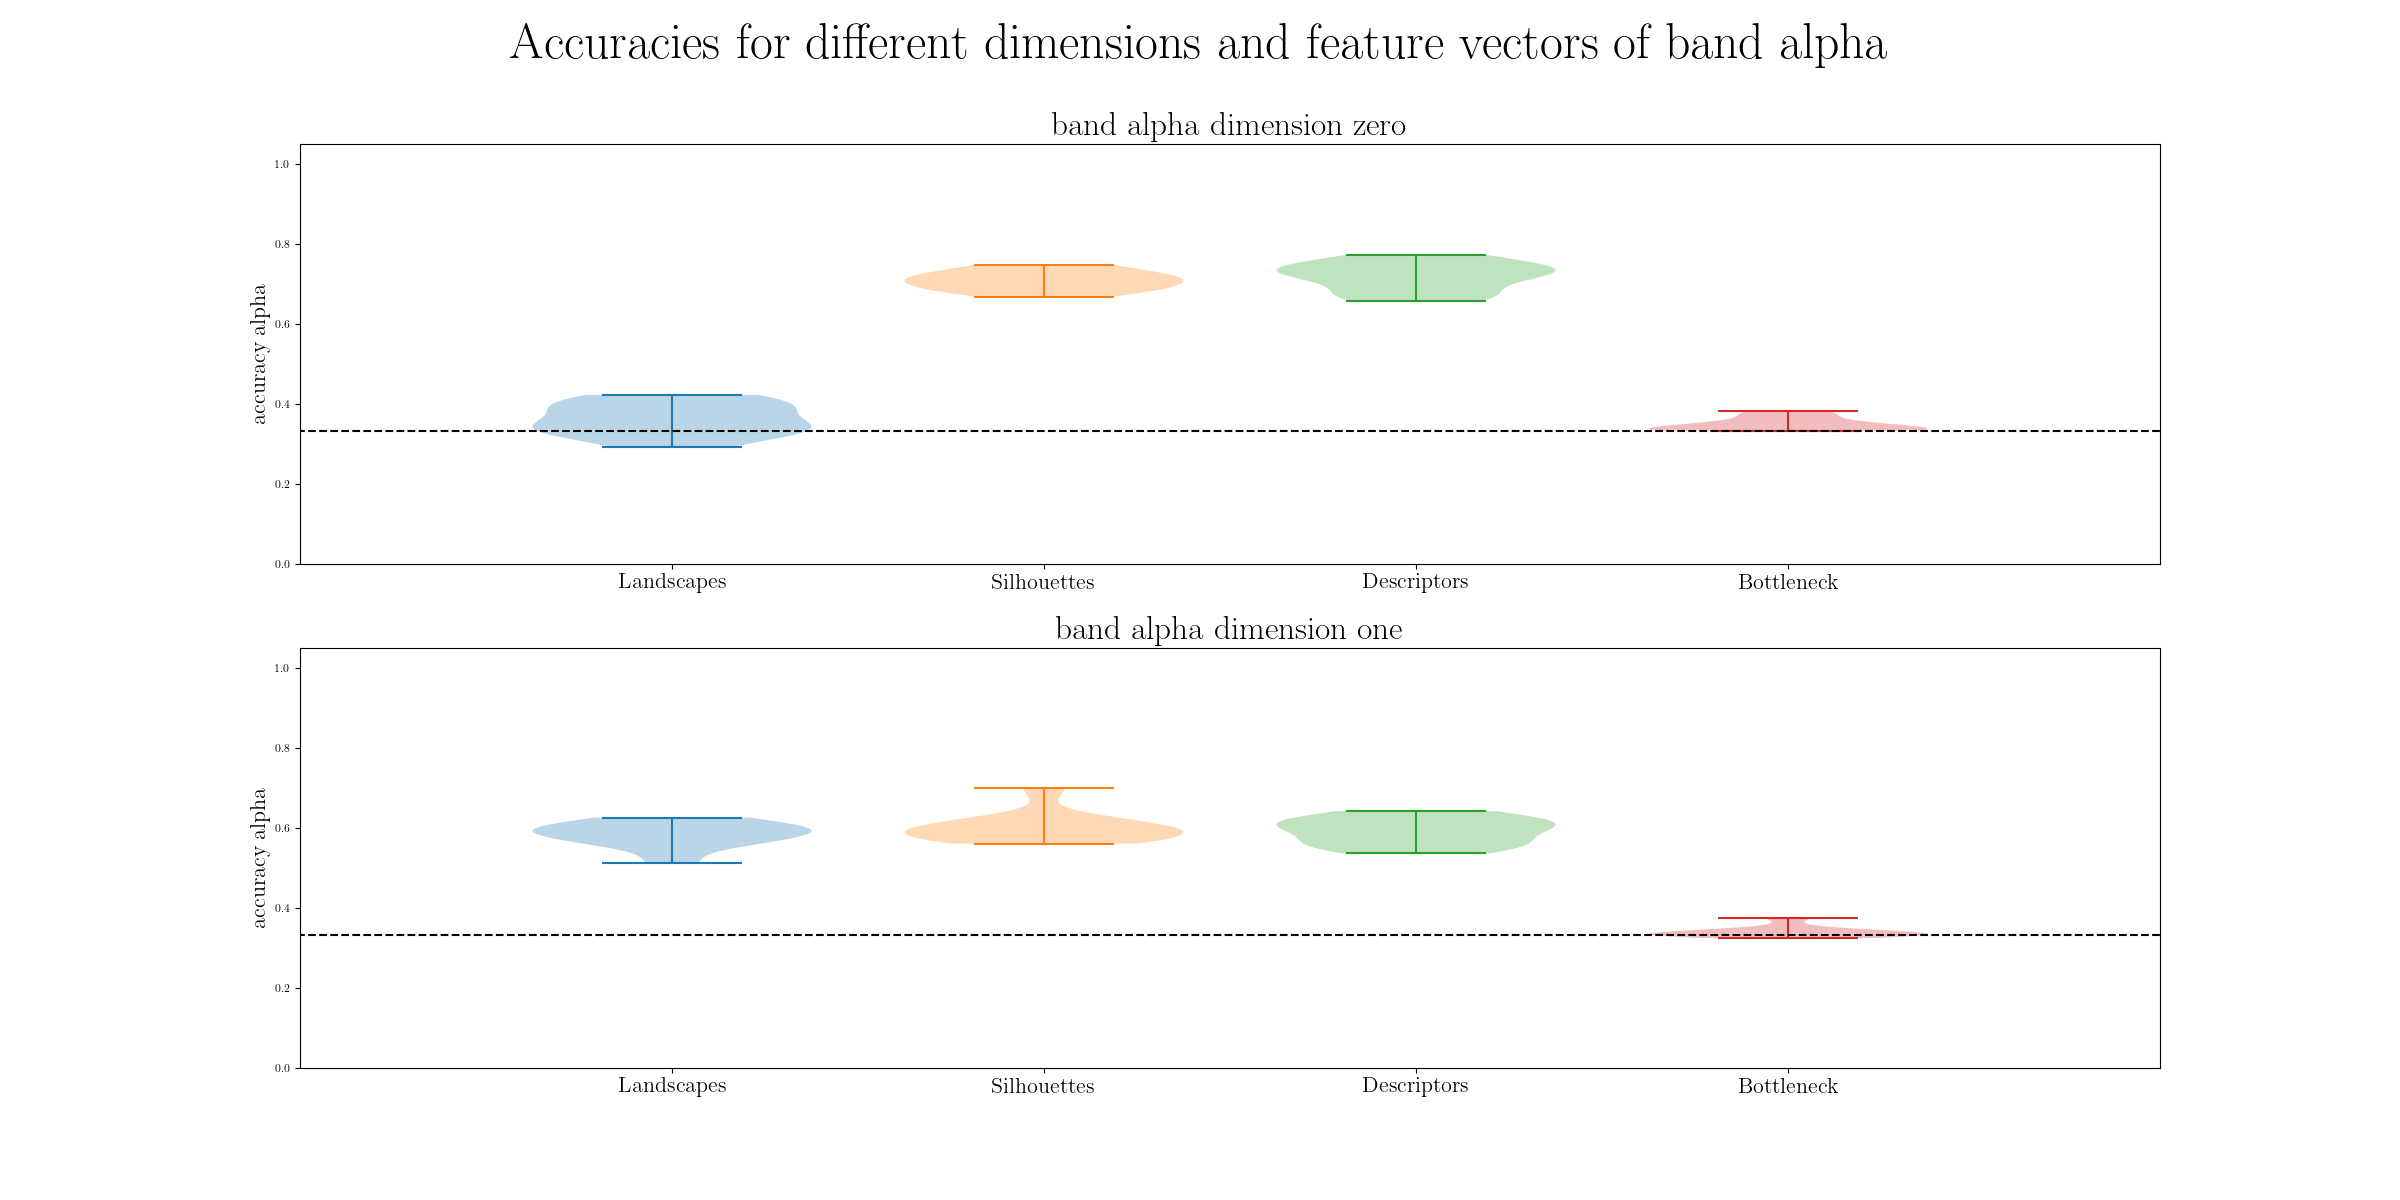 Accuracies for different dimensions and feature vectors of band alpha
band alpha dimension zero
1.0
0.8
0.6
0.4
0.2
0.0
accuracy alpha
Landscapes Silhouettes Descriptors Bottleneck
band alpha dimension one
1.0
0.8
0.6
0.4
0.2
0.0
accuracy alpha
Landscapes Silhouettes Descriptors Bottleneck